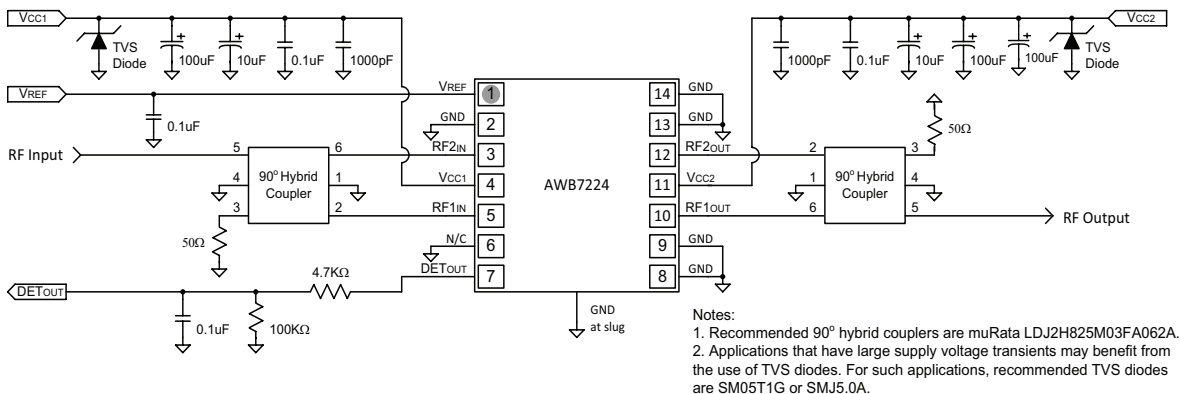 VCC1
TVS
Diode
100uF
10uF
0.1uF
1000pF
VREF
0.1uF
RF Input
5
6
4
1
3
2
90° Hybrid
Coupler
50Ω
DETOUT
0.1uF
100KΩ
4.7KΩ
VREF
GND
RF2IN
VCC1
RF1IN
N/C
DETOUT
1
2
3
4
5
6
7
AWB7224
GND
at slug
14
13
12
11
10
9
8
GND
GND
RF2OUT
VCC2
RF1OUT
GND
GND
1000pF
0.1uF
10uF
100uF
100uF
TVS
Diode
VCC2
2
3
1
4
6
5
90° Hybrid
Coupler
50Ω
RF Output
Notes:
1. Recommended 90° hybrid couplers are muRata LDJ2H825M03FA062A.
2. Applications that have large supply voltage transients may benefit from
the use of TVS diodes. For such applications, recommended TVS diodes
are SM05T1G or SMJ5.0A.